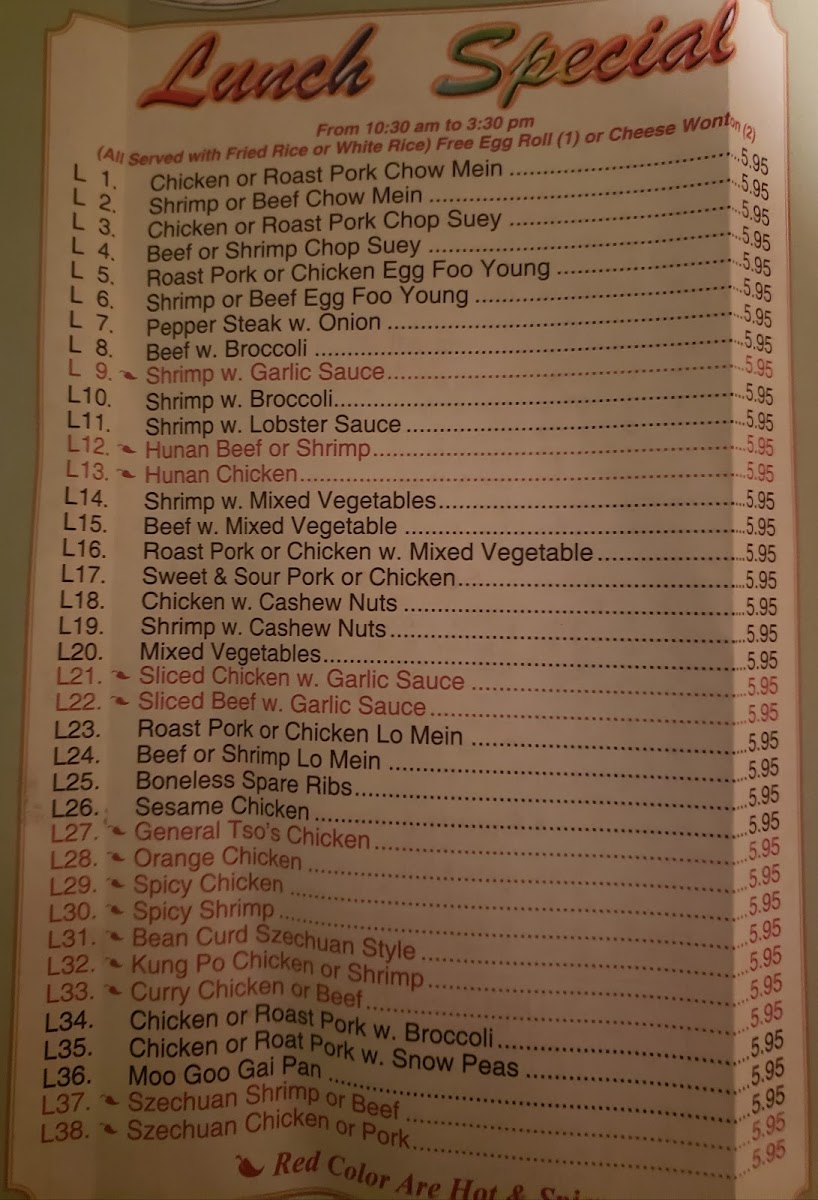 Lunch Special
From 10:30 am to 3:30 pm
(All Served with Fried Rice or White Rice) Free Egg Roll (1) or Cheese Wonton (2)
L 1. Chicken or Roast Pork Chow Mein 5.95
L 2. Shrimp or Beef Chow Mein 5.95
L 3. Chicken or Roast Pork Chop Suey 5.95
L 4. Beef or Shrimp Chop Suey 5.95
L 5. Roast Pork or Chicken Egg Foo Young 5.95
L 6. Shrimp or Beef Egg Foo Young 5.95
L 7. Pepper Steak w. Onion 5.95
L 8. Beef w. Broccoli 5.95
L 9. Shrimp w. Garlic Sauce 5.95
L10. Shrimp w. Broccoli 5.95
L11. Shrimp w. Lobster Sauce 5.95
L12. Hunan Beef or Shrimp 5.95
L13. Hunan Chicken 5.95
L14. Shrimp w. Mixed Vegetables 5.95
L15. Beef w. Mixed Vegetable 5.95
L16. Roast Pork or Chicken w. Mixed Vegetable 5.95
L17. Sweet & Sour Pork or Chicken 5.95
L18. Chicken w. Cashew Nuts 5.95
L19. Shrimp w. Cashew Nuts 5.95
L20. Mixed Vegetables 5.95
L21. Sliced Chicken w. Garlic Sauce 5.95
L22. Sliced Beef w. Garlic Sauce 5.95
L23. Roast Pork or Chicken Lo Mein 5.95
L24. Beef or Shrimp Lo Mein 5.95
L25. Boneless Spare Ribs 5.95
L26. Sesame Chicken 5.95
L27. General Tso's Chicken 5.95
L28. Orange Chicken 5.95
L29. Spicy Chicken 5.95
L30. Spicy Shrimp 5.95
L31. Bean Curd Szechuan Style 5.95
L32. Kung Po Chicken or Shrimp 5.95
L33. Curry Chicken or Beef 5.95
L34. Chicken or Roast Pork w. Broccoli 5.95
L35. Chicken or Roat Pork w. Snow Peas 5.95
L36. Moo Goo Gai Pan 5.95
L37. Szechuan Shrimp or Beef 5.95
L38. Szechuan Chicken or Pork 5.95
Red Color Are Hot &